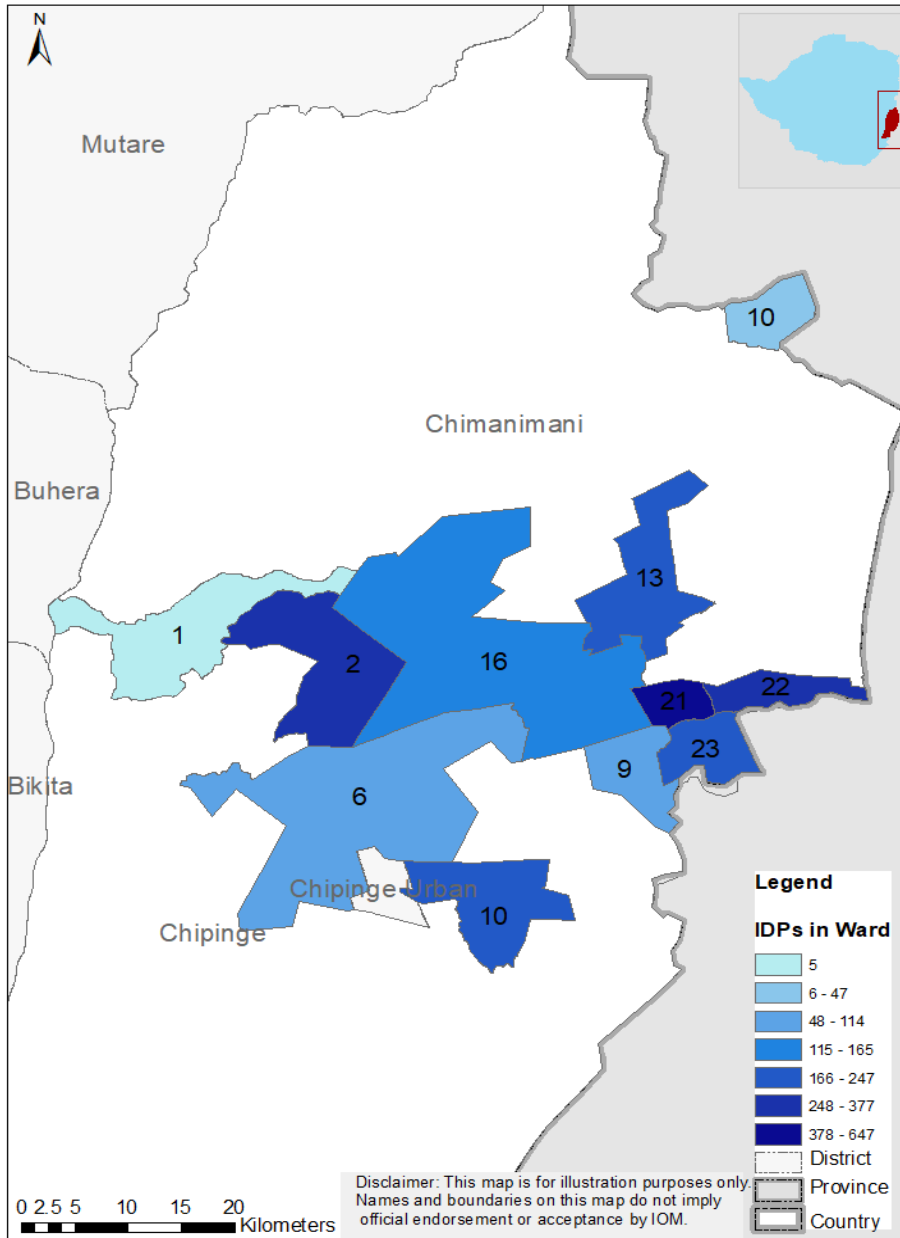 N
Mutare
10
Chimanimani
Buhera
13
1
2
16
22
21
23
9
Bikita
6
Chipinge Urban
10
Chipinge
Legend
IDPs in Ward
5
6 - 47
48 - 114
115 - 165
166 - 247
248 - 377
378 - 647
District
Province
Country
0 2.5 5 10 15 20
Kilometers
Disclaimer: This map is for illustration purposes only.
Names and boundaries on this map do not imply
official endorsement or acceptance by IOM.